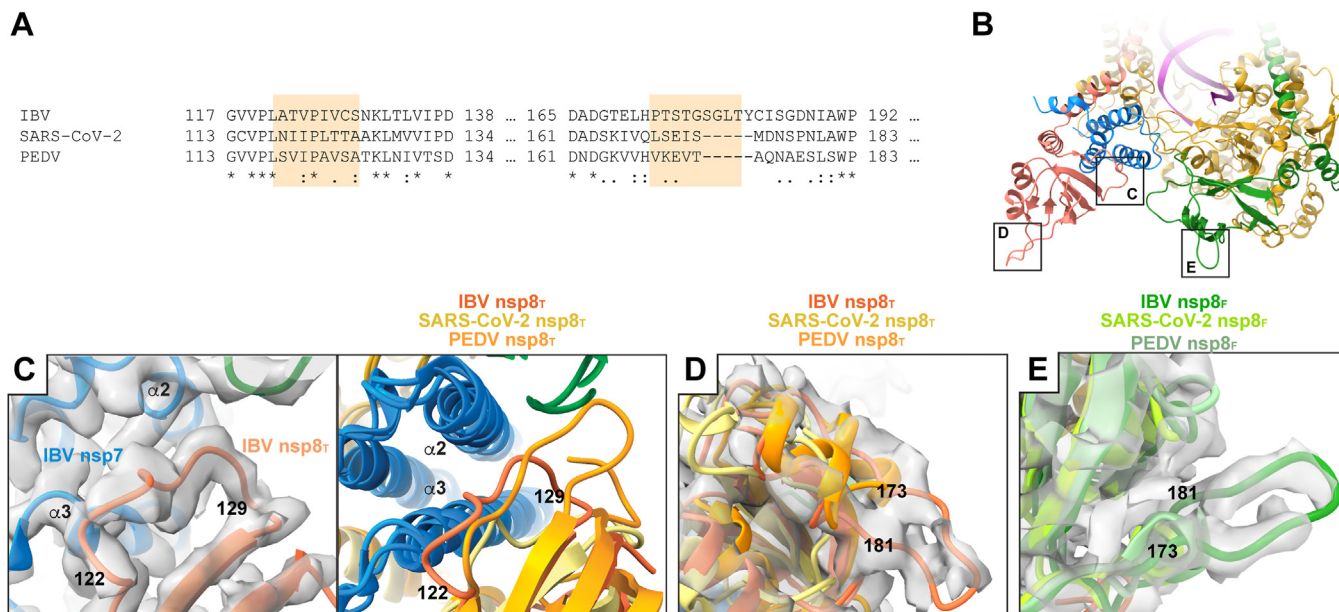 A
B
IBV 117 GVVPLATVPIVCSNKLTLVIPD 138 ... 165 DADGTELHPTSTGSGLTYCISGDNIAWP 192 ...
SARS-CoV-2 113 GCVPLNIIPLTTAAKLMVVIPD 134 ... 161 DADSKIVQLSEIS-----MDNSPNLAWP 183 ...
PEDV 113 GVVPLSVIPAVSATKLNIVTSD 134 ... 161 DNDGKVVHVKEVT-----AQNAESLSWP 183 ...
* *** :* . : ** : * * *.. :: .. .. .::**
C
D
E
IBV nsp8T
SARS-CoV-2 nsp8T
PEDV nsp8T
IBV nsp8T
SARS-CoV-2 nsp8T
PEDV nsp8T
IBV nsp8F
SARS-CoV-2 nsp8F
PEDV nsp8F
C
α2
IBV nsp7
IBV nsp8T
α3
129
122
α2
α3
129
122
D
173
181
E
181
173